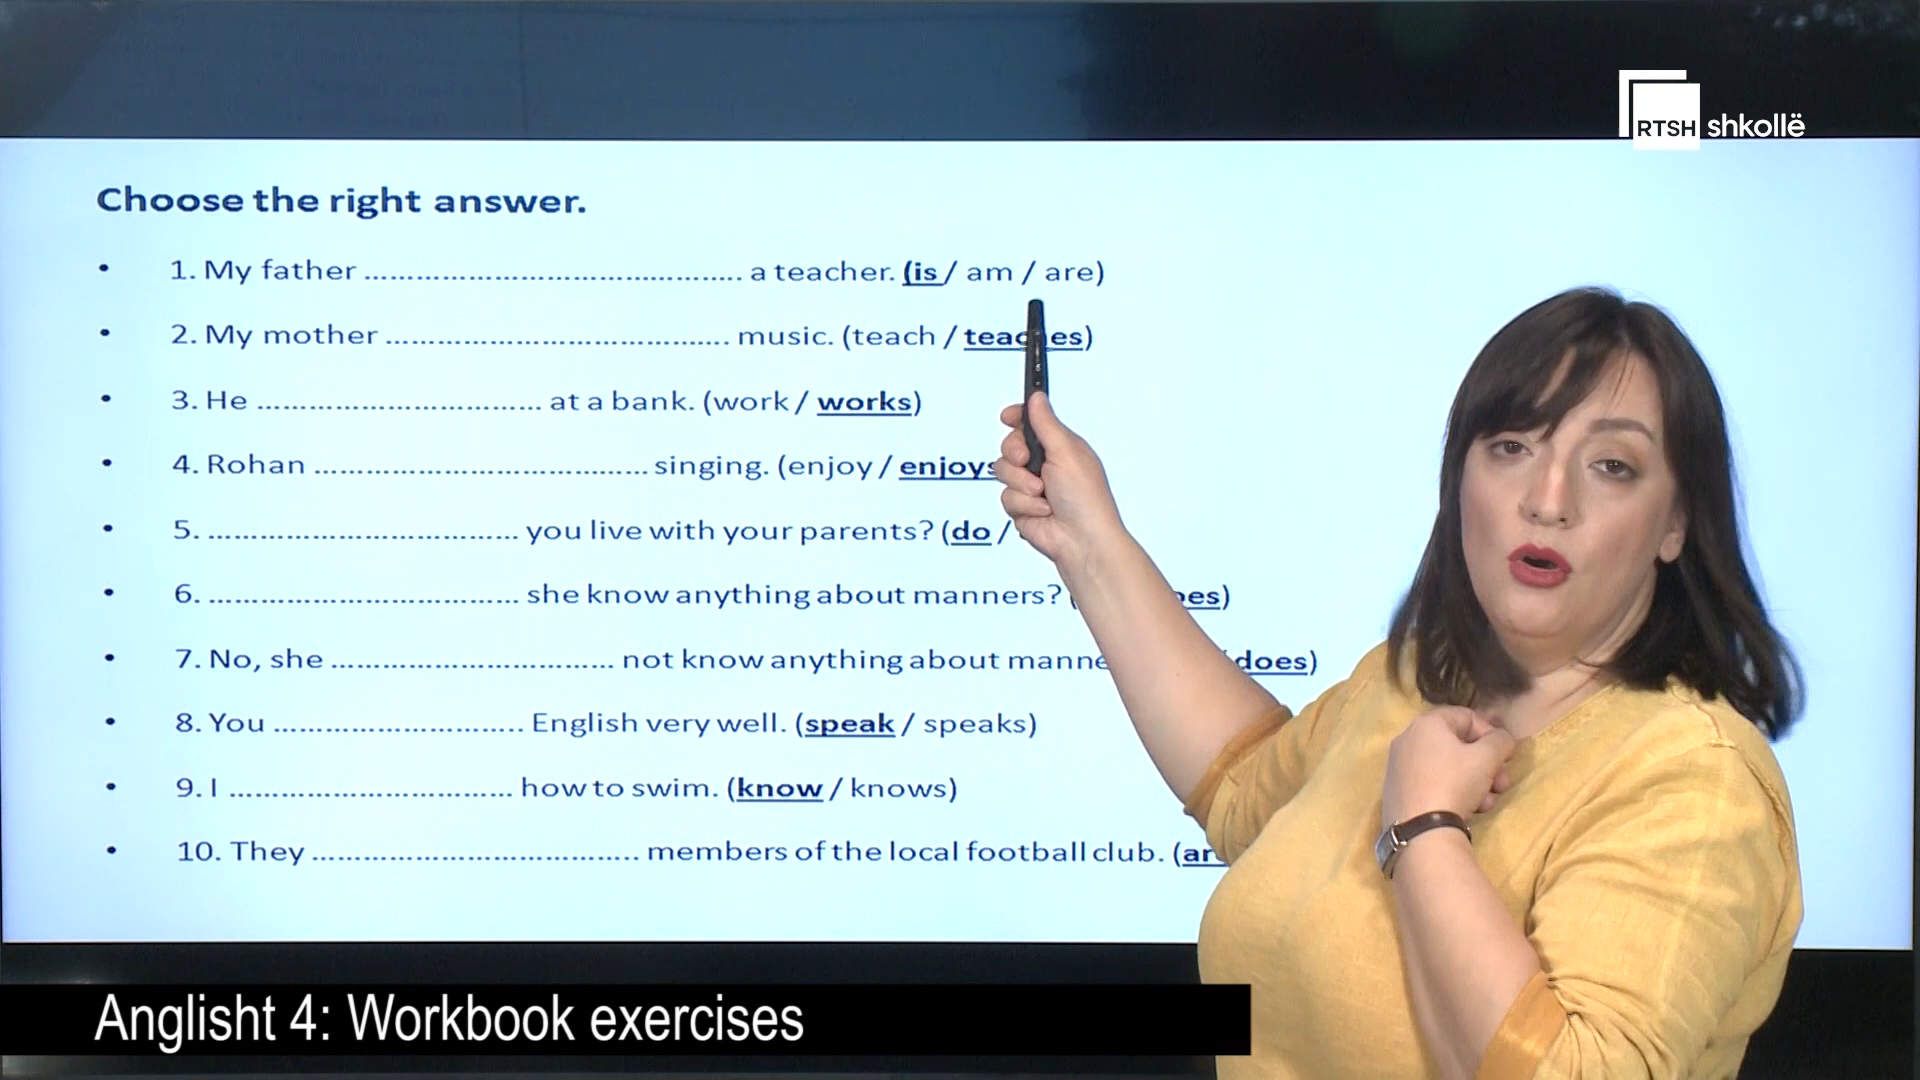 RTSH shkollë
Choose the right answer.
• 1. My father ............................................ a teacher. (is / am / are)
• 2. My mother ........................................ music. (teach / teaches)
• 3. He ................................. at a bank. (work / works)
• 4. Rohan ....................................... singing. (enjoy / enjoys
• 5. .................................... you live with your parents? (do /
• 6. .................................... she know anything about manners? (
• 7. No, she ................................. not know anything about does)
• 8. You ............................. English very well. (speak / speaks)
• 9. I ................................. how to swim. (know / knows)
• 10. They ...................................... members of the local football club. (
Anglisht 4: Workbook exercises